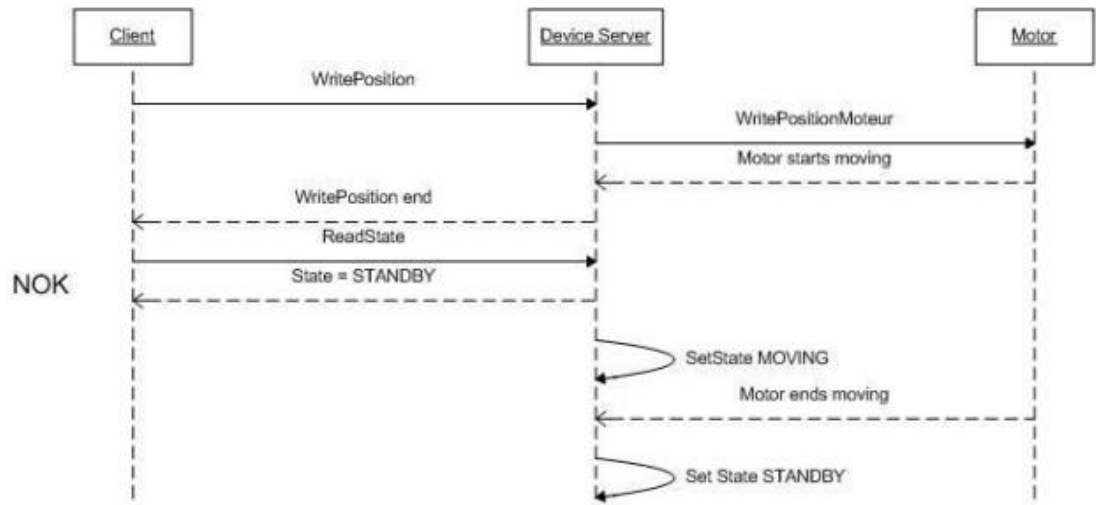 Client
Device Server
Motor
WritePosition
WritePositionMoteur
Motor starts moving
WritePosition end
ReadState
State = STANDBY
NOK
SetState MOVING
Motor ends moving
Set State STANDBY